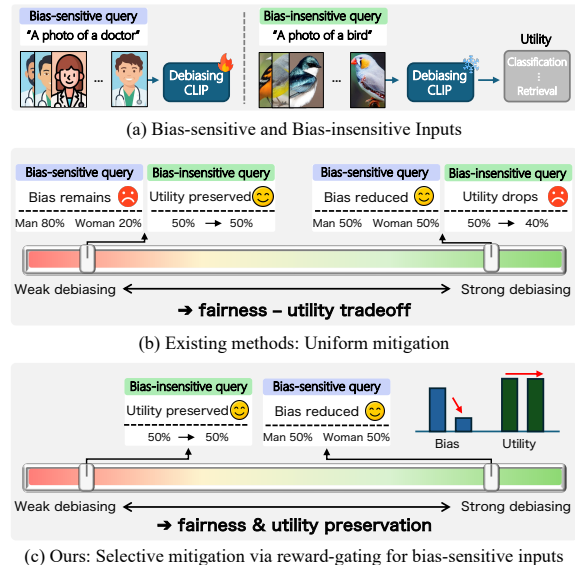 Bias-sensitive query
"A photo of a doctor"
...
Debiasing
CLIP
Bias-insensitive query
"A photo of a bird"
...
Debiasing
CLIP
Utility
Classification
⋮
Retrieval
(a) Bias-sensitive and Bias-insensitive Inputs
Bias-sensitive query
Bias remains
Man 80% Woman 20%
Bias-insensitive query
Utility preserved
50% → 50%
Bias-sensitive query
Bias reduced
Man 50% Woman 50%
Bias-insensitive query
Utility drops
50% → 40%
Weak debiasing
Strong debiasing
➔ fairness – utility tradeoff
(b) Existing methods: Uniform mitigation
Bias-insensitive query
Utility preserved
50% → 50%
Bias-sensitive query
Bias reduced
Man 50% Woman 50%
Bias
Utility
Weak debiasing
Strong debiasing
➔ fairness & utility preservation
(c) Ours: Selective mitigation via reward-gating for bias-sensitive inputs